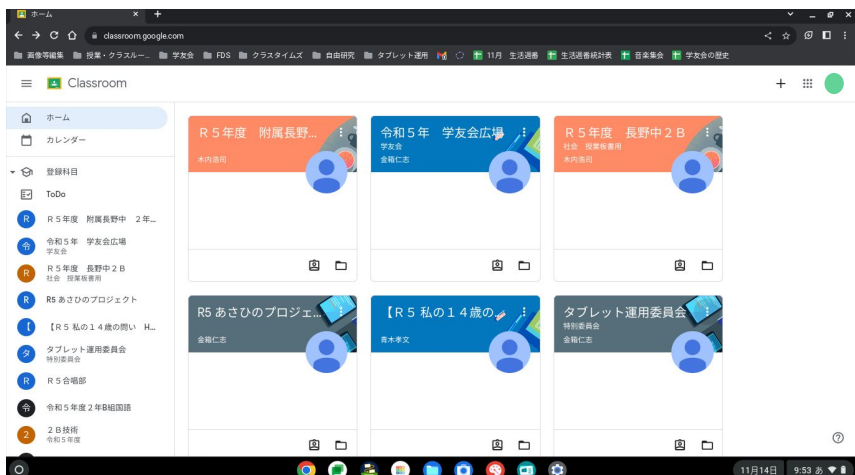 ホーム
classroom.google.com
画像等編集
授業・クラスルー...
学友会
FDS
クラスタイムズ
自由研究
タブレット運用
11月 生活週番
生活週番統計表
音楽集会
学友会の歴史
Classroom
ホーム
カレンダー
登録科目
ToDo
R
R５年度 附属長野中 ２年...
令
令和５年 学友会広場
学友会
R
R５年度 長野中２B
社会 授業板書用
R
R5 あさひのプロジェクト
【
【R５ 私の１４歳の問い H...
タ
タブレット運用委員会
特別委員会
R
R５合唱部
令
令和５年度２年B組国語
2
２B技術
令和５年度
R５年度 附属長野...
木内浩司
令和５年 学友会広場
学友会
金箱仁志
R５年度 長野中２B
社会 授業板書用
木内浩司
R5 あさひのプロジェ...
金箱仁志
【R５ 私の１４歳の...
青木孝文
タブレット運用委員会
特別委員会
金箱仁志
11月14日
9:53 あ